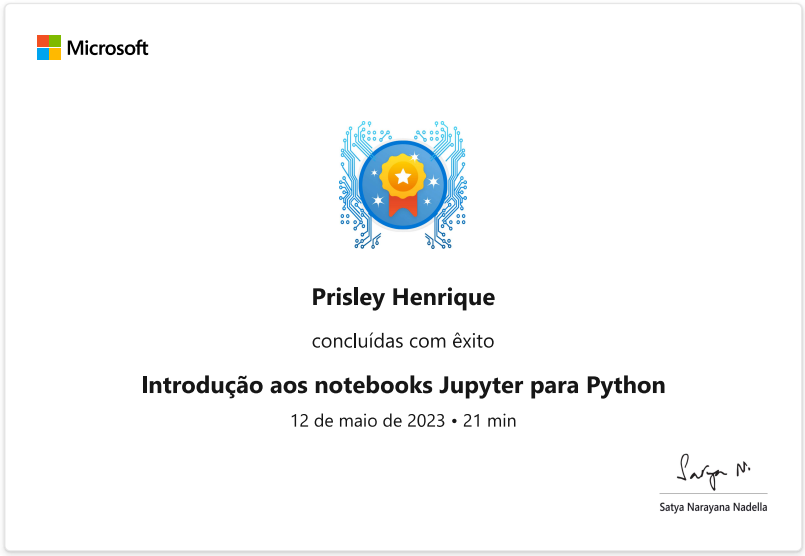 Microsoft
Prisley Henrique
concluídas com êxito
Introdução aos notebooks Jupyter para Python
12 de maio de 2023 • 21 min
Satya N.
Satya Narayana Nadella